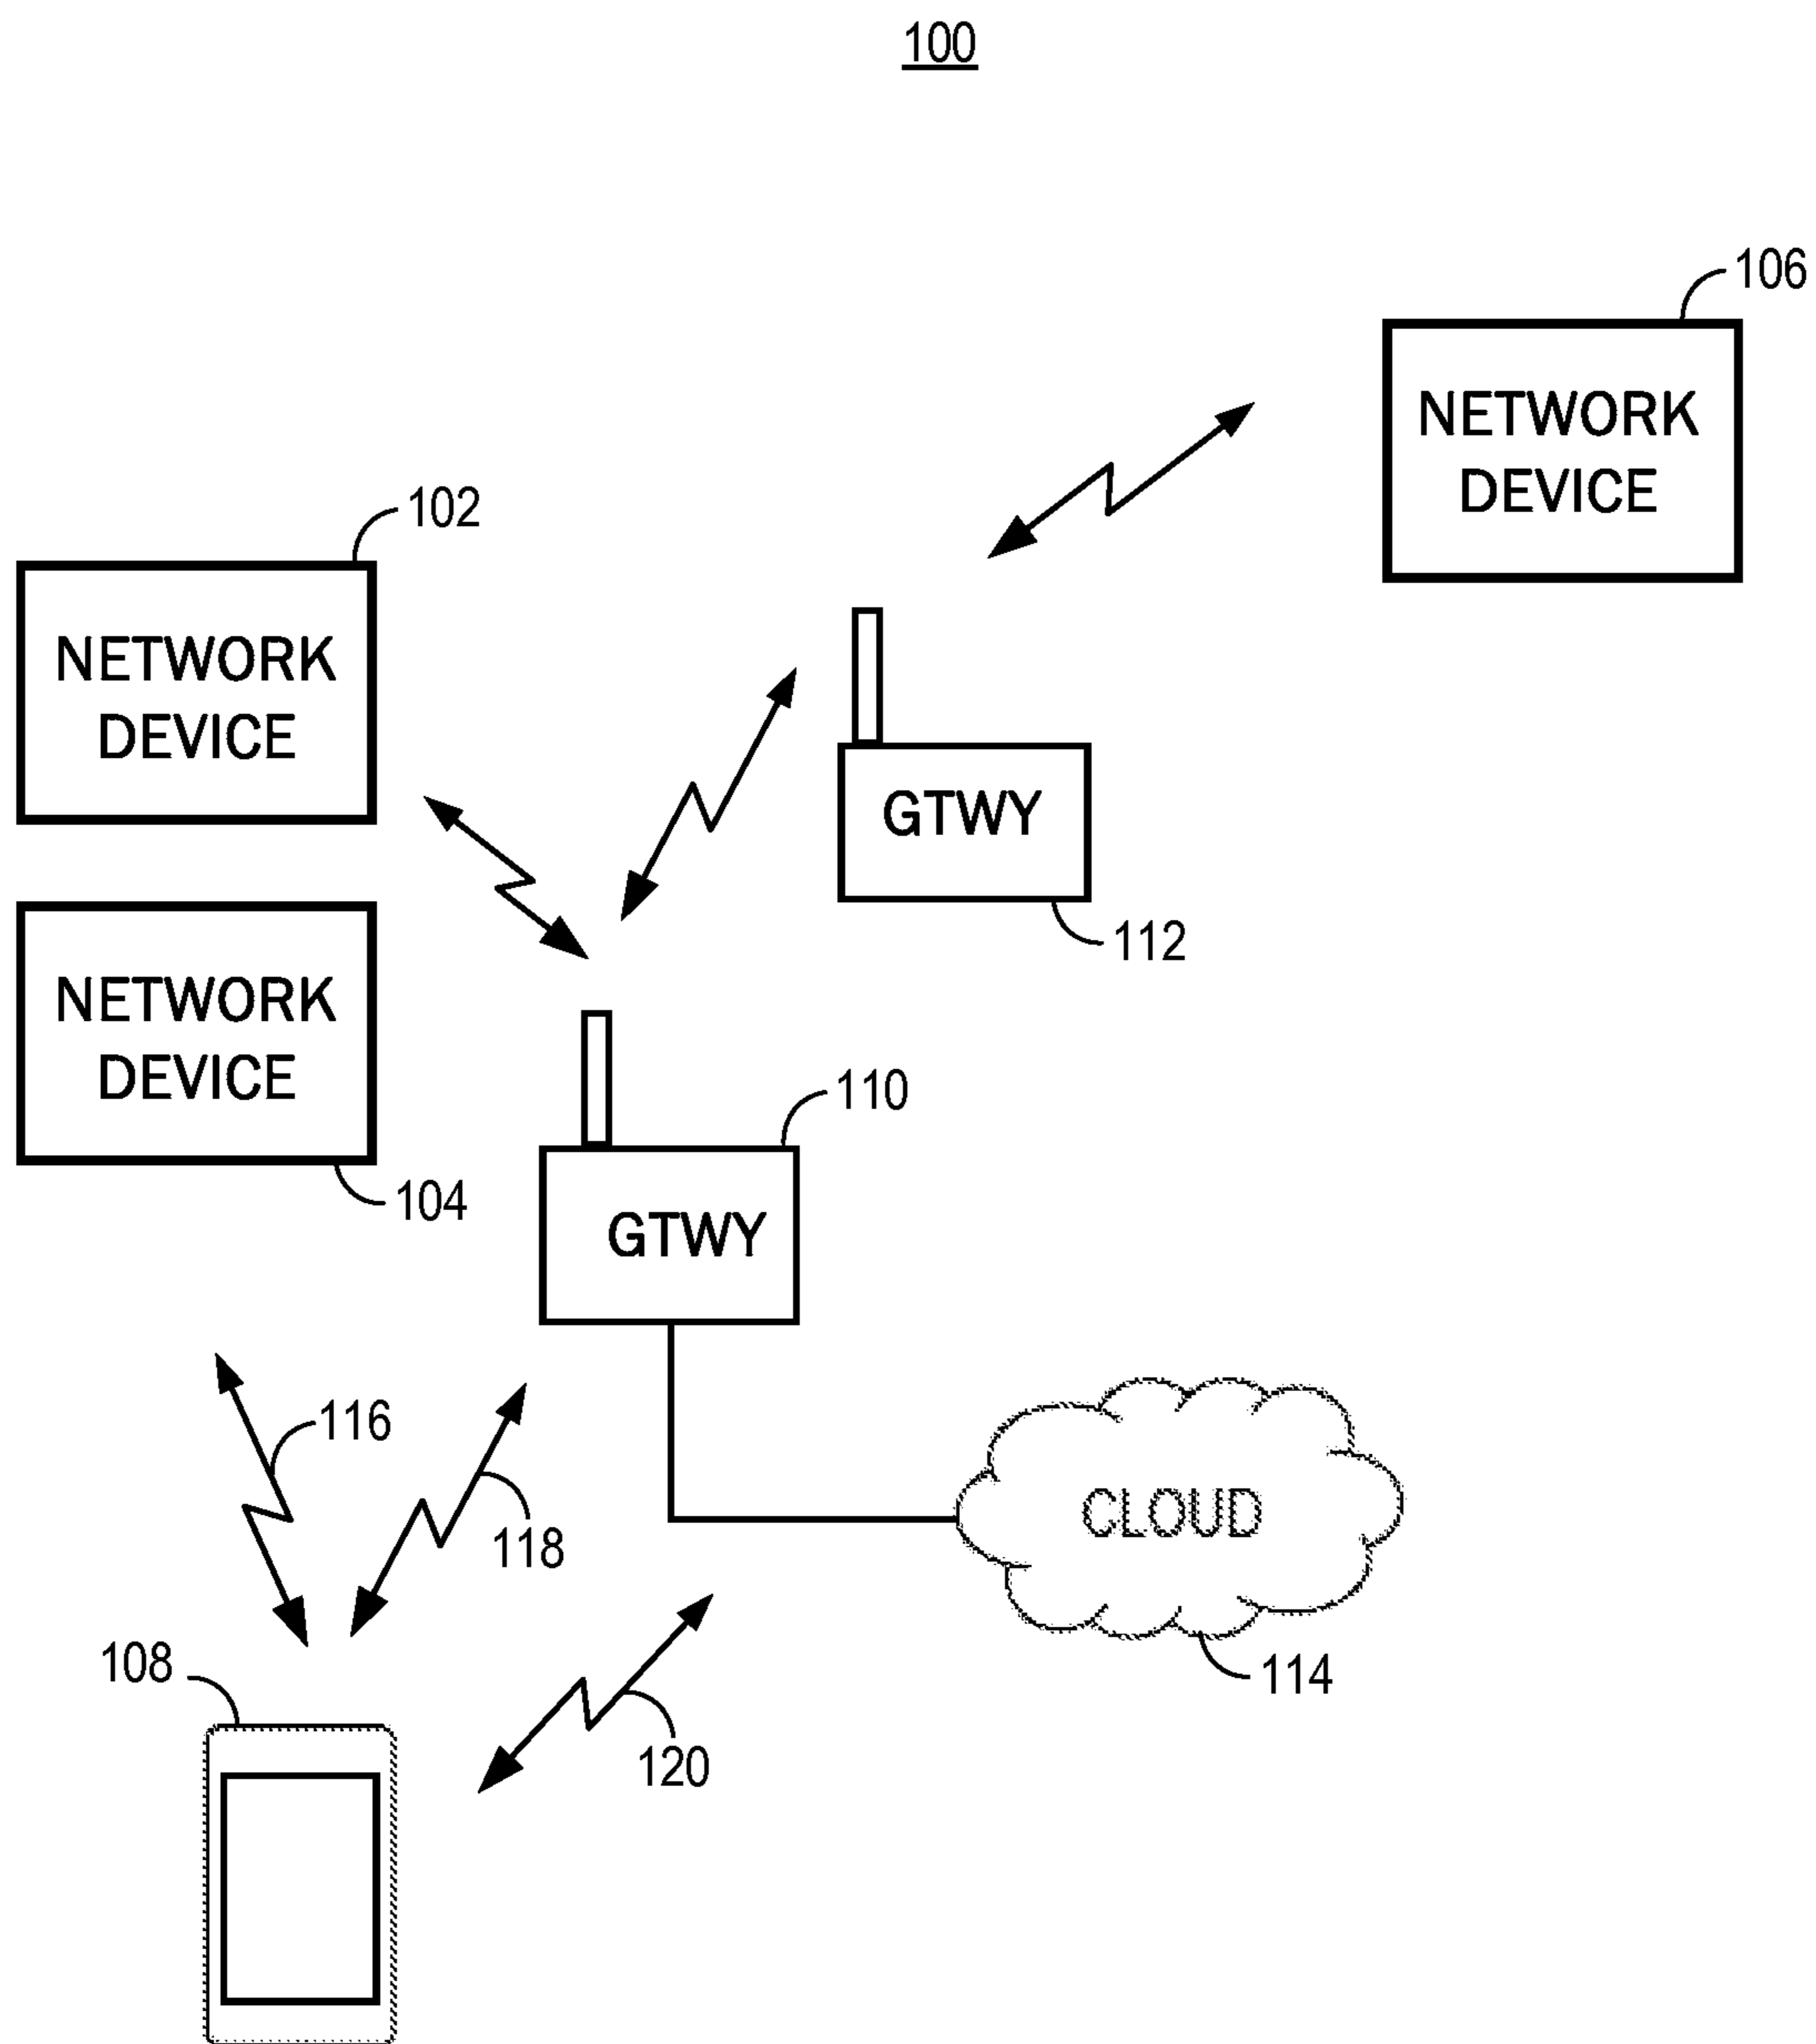 100
106
NETWORK
DEVICE
102
NETWORK
DEVICE
GTWY
112
NETWORK
DEVICE
104
110
GTWY
116
118
CLOUD
114
108
120